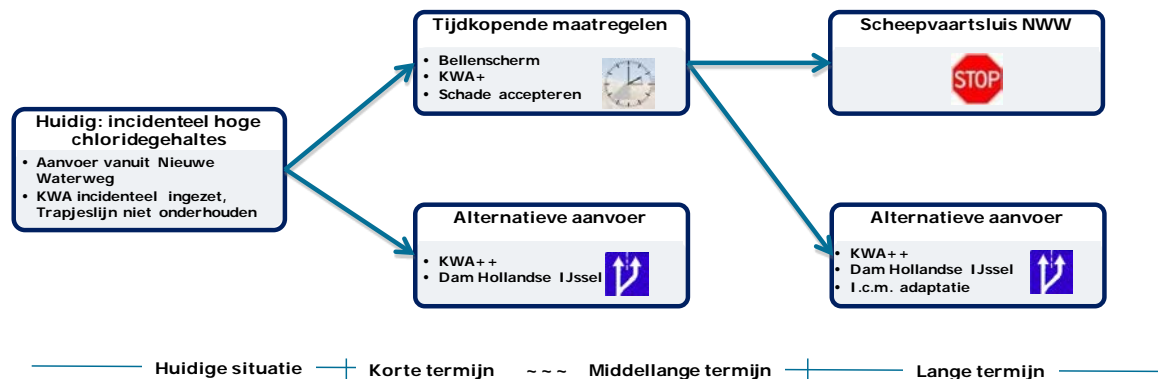 Huidig: incidenteel hoge
chloridegehaltes
• Aanvoer vanuit Nieuwe
Waterweg
• KWA incidenteel ingezet,
Trapjeslijn niet onderhouden
Tijdkopende maatregelen
• Bellenscherm
• KWA+
• Schade accepteren
Alternatieve aanvoer
• KWA++
• Dam Hollandse IJssel
Scheepvaartsluis NWW
STOP
Alternatieve aanvoer
• KWA++
• Dam Hollandse IJssel
• I.c.m. adaptatie
Huidige situatie Korte termijn ~ ~ ~ Middellange termijn Lange termijn